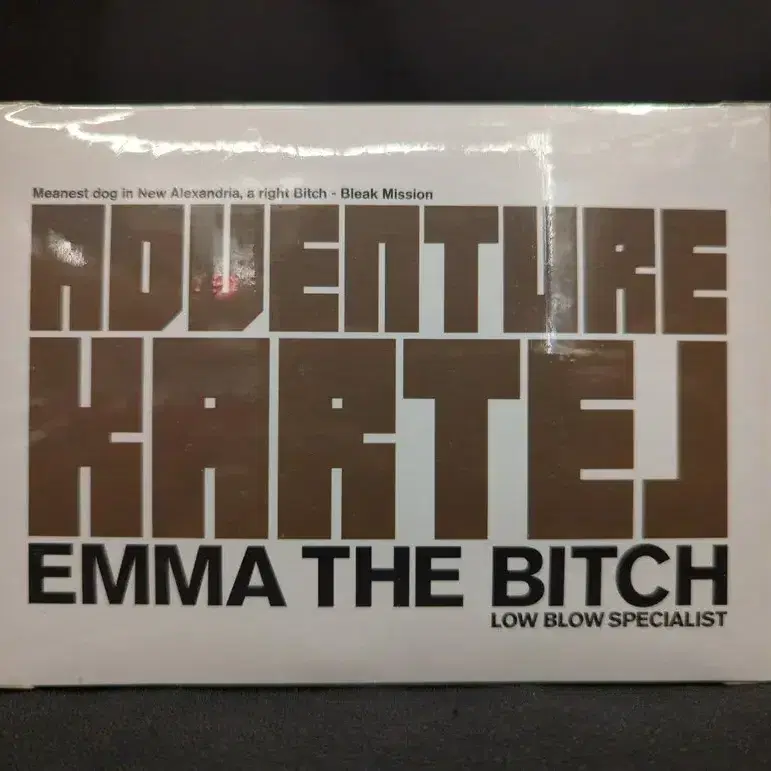 Meanest dog in New Alexandria, a right Bitch - Bleak Mission
ADVENTURE
KARTEL
EMMA THE BITCH
LOW BLOW SPECIALIST